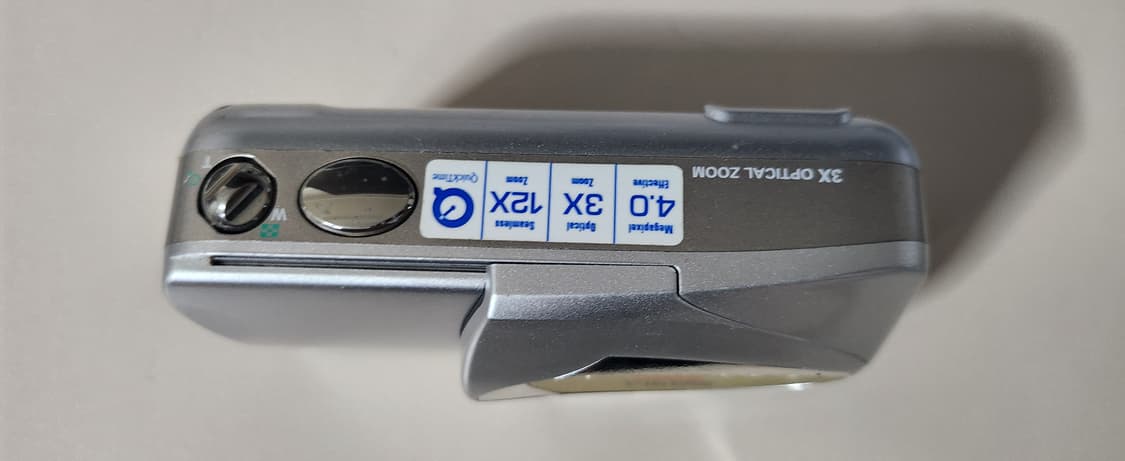 3X OPTICAL ZOOM
Megapixel
4.0
Effective
Optical
3X
Zoom
Seamless
12X
Zoom
QuickTime
W
T